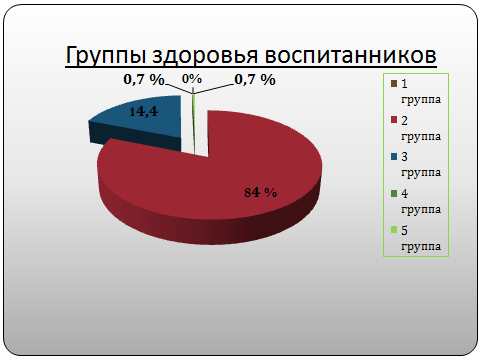 Группы здоровья воспитанников
0,7 %
0%
0,7 %
14,4
84 %
1
группа
2
группа
3
группа
4
группа
5
группа